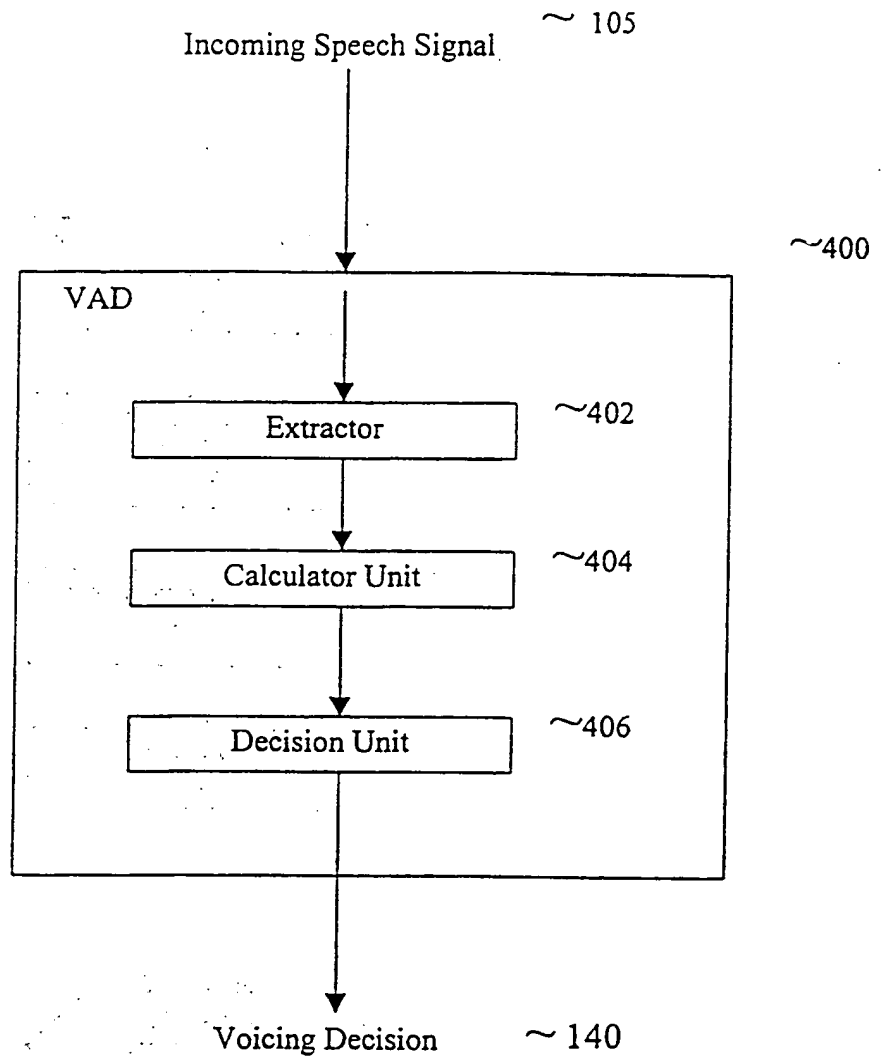 Incoming Speech Signal ~ 105
~400
VAD
Extractor ~402
Calculator Unit ~404
Decision Unit ~406
Voicing Decision ~ 140